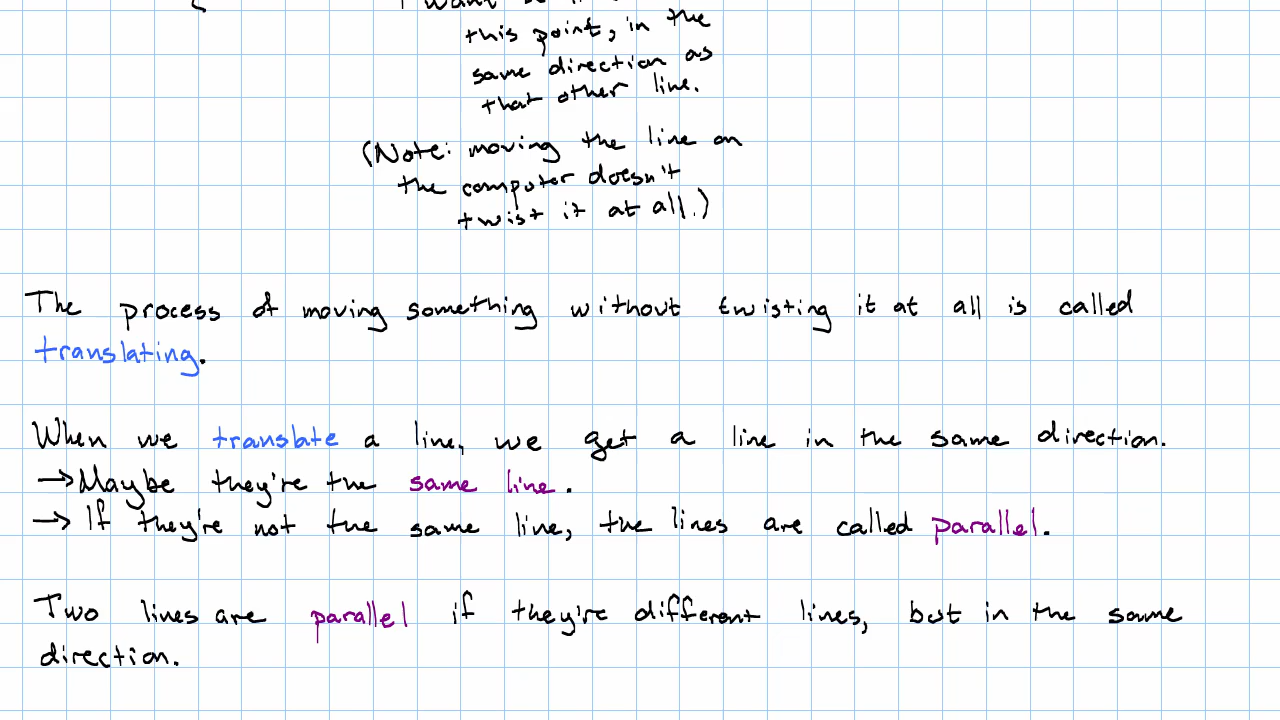 I want
this point, in the
same direction as
that other line.
(Note: moving the line on
the computer doesn't
twist it at all.)
The process of moving something without twisting it at all is called
translating.
When we translate a line, we get a line in the same direction.
→Maybe they're the same line.
→ If they're not the same line, the lines are called parallel.
Two lines are parallel if they're different lines, but in the same
direction.